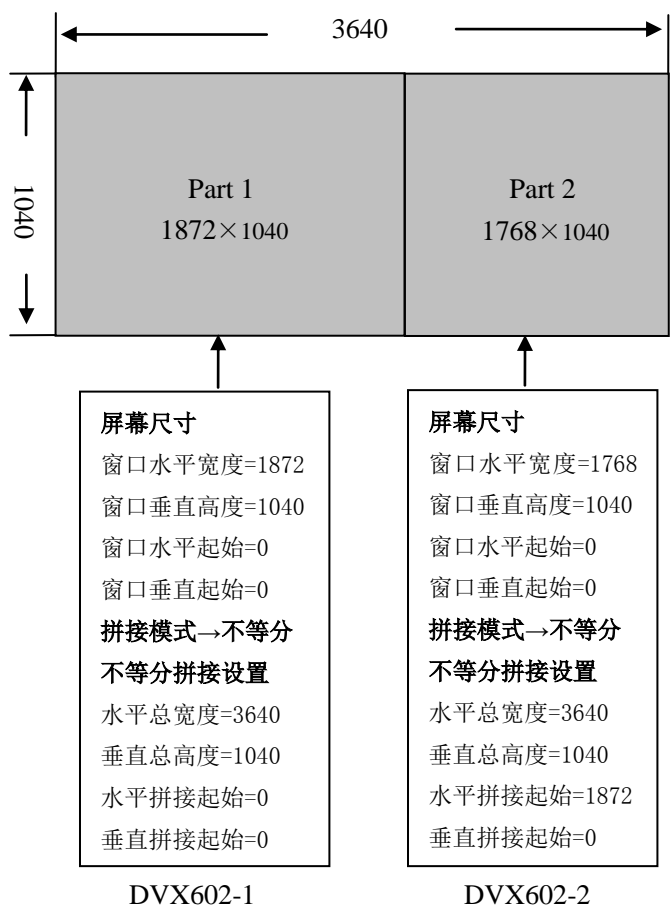 3640
1040
Part 1
1872×1040
Part 2
1768×1040
屏幕尺寸
窗口水平宽度=1872
窗口垂直高度=1040
窗口水平起始=0
窗口垂直起始=0
拼接模式→不等分
不等分拼接设置
水平总宽度=3640
垂直总高度=1040
水平拼接起始=0
垂直拼接起始=0
DVX602-1
屏幕尺寸
窗口水平宽度=1768
窗口垂直高度=1040
窗口水平起始=0
窗口垂直起始=0
拼接模式→不等分
不等分拼接设置
水平总宽度=3640
垂直总高度=1040
水平拼接起始=1872
垂直拼接起始=0
DVX602-2